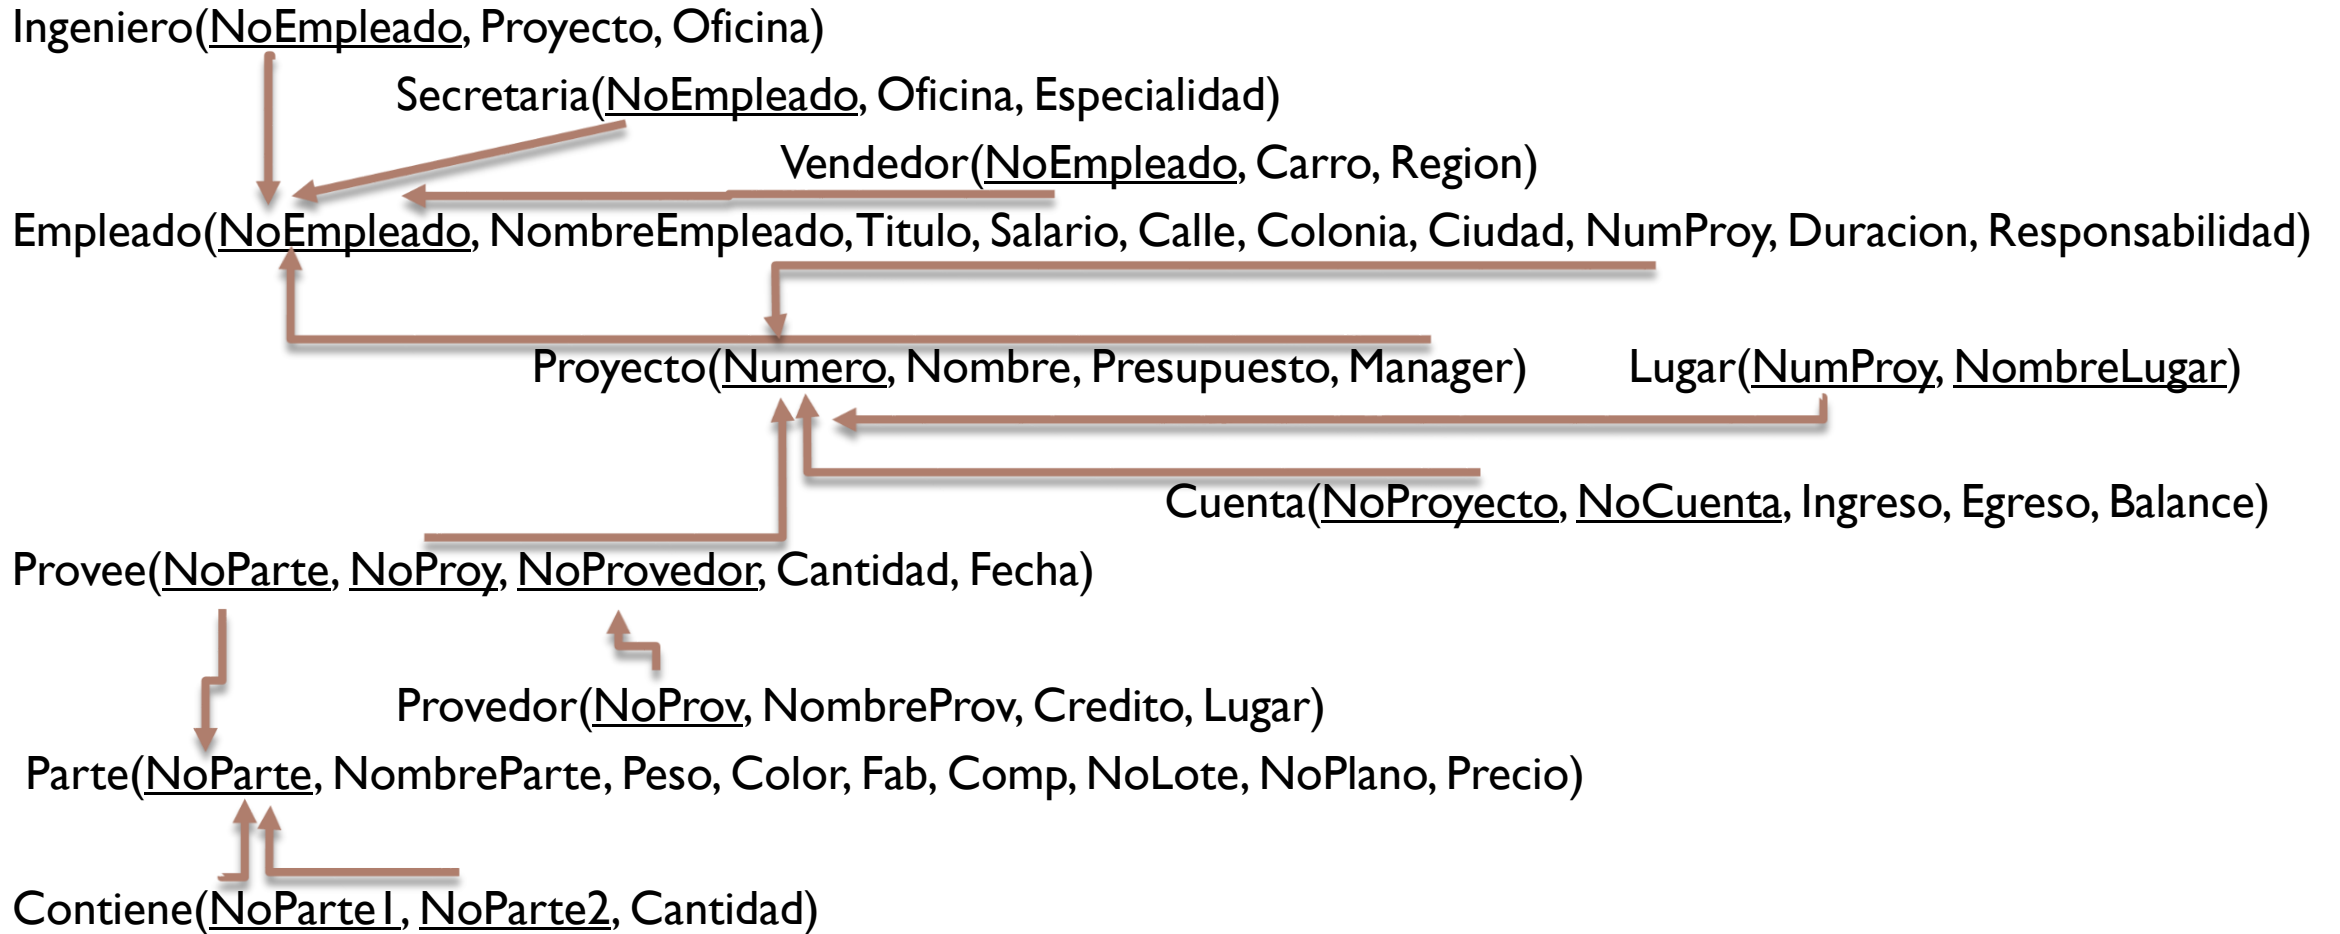 Ingeniero(NoEmpleado, Proyecto, Oficina)
Secretaria(NoEmpleado, Oficina, Especialidad)
Vendedor(NoEmpleado, Carro, Region)
Empleado(NoEmpleado, NombreEmpleado, Titulo, Salario, Calle, Colonia, Ciudad, NumProy, Duracion, Responsabilidad)
Proyecto(Numero, Nombre, Presupuesto, Manager) Lugar(NumProy, NombreLugar)
Cuenta(NoProyecto, NoCuenta, Ingreso, Egreso, Balance)
Provee(NoParte, NoProy, NoProvedor, Cantidad, Fecha)
Provedor(NoProv, NombreProv, Credito, Lugar)
Parte(NoParte, NombreParte, Peso, Color, Fab, Comp, NoLote, NoPlano, Precio)
Contiene(NoParte1, NoParte2, Cantidad)